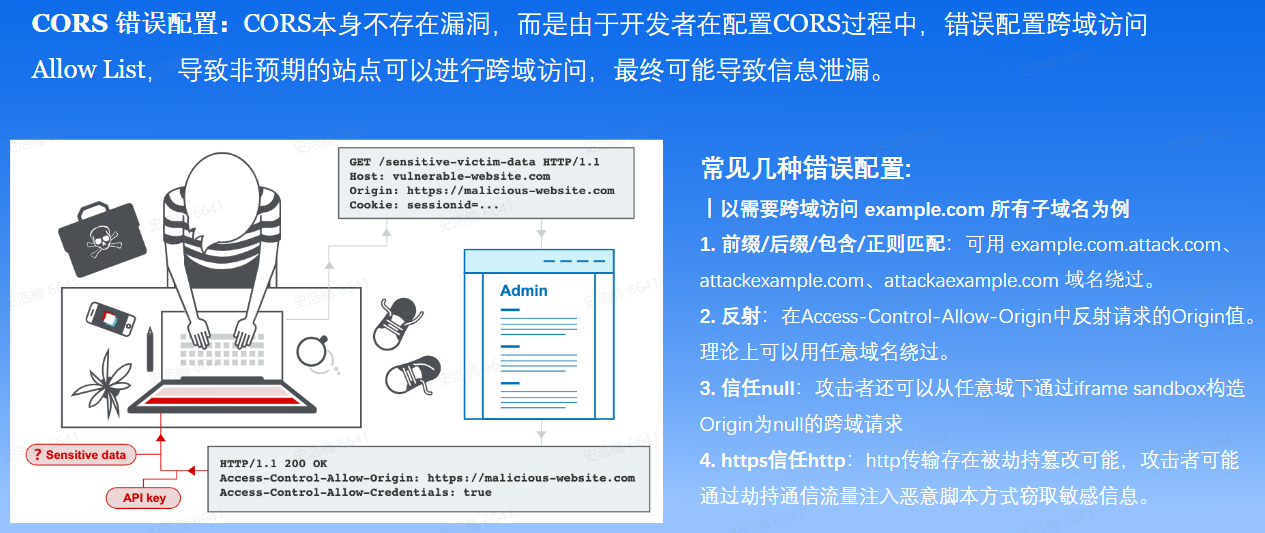 CORS 错误配置：CORS本身不存在漏洞，而是由于开发者在配置CORS过程中，错误配置跨域访问
Allow List， 导致非预期的站点可以进行跨域访问，最终可能导致信息泄漏。
GET /sensitive-victim-data HTTP/1.1
Host: vulnerable-website.com
Origin: https://malicious-website.com
Cookie: sessionid=...
Admin
? Sensitive data
API key
HTTP/1.1 200 OK
Access-Control-Allow-Origin: https://malicious-website.com
Access-Control-Allow-Credentials: true
常见几种错误配置:
丨以需要跨域访问 example.com 所有子域名为例
1. 前缀/后缀/包含/正则匹配：可用 example.com.attack.com、
attackexample.com、attackaexample.com 域名绕过。
2. 反射：在Access-Control-Allow-Origin中反射请求的Origin值。
理论上可以用任意域名绕过。
3. 信任null：攻击者还可以从任意域下通过iframe sandbox构造
Origin为null的跨域请求
4. https信任http：http传输存在被劫持篡改可能，攻击者可能
通过劫持通信流量注入恶意脚本方式窃取敏感信息。
史浩楠 6641